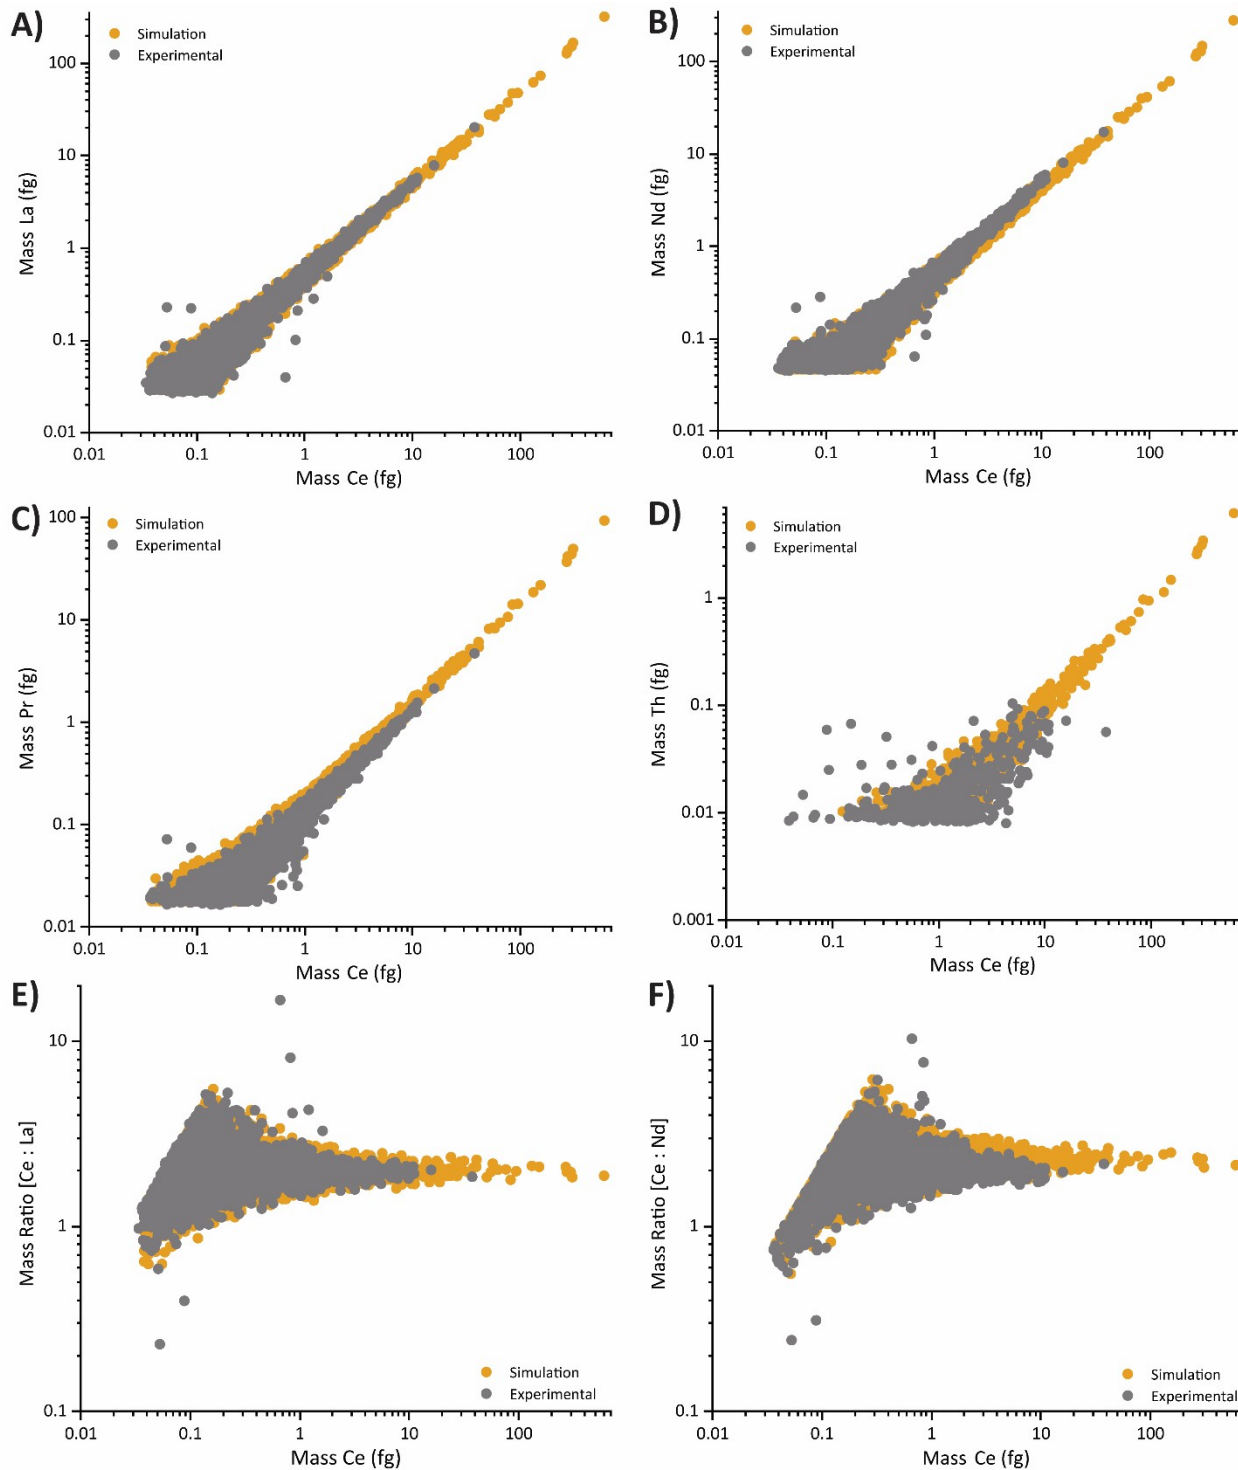 A)
Simulation
Experimental
100
10
1
0.1
0.01
Mass La (fg)
0.01 0.1 1 10 100
Mass Ce (fg)
B)
Simulation
Experimental
100
10
1
0.1
0.01
Mass Nd (fg)
0.01 0.1 1 10 100
Mass Ce (fg)
C)
Simulation
Experimental
100
10
1
0.1
0.01
Mass Pr (fg)
0.01 0.1 1 10 100
Mass Ce (fg)
D)
Simulation
Experimental
1
0.1
0.01
0.001
Mass Th (fg)
0.01 0.1 1 10 100
Mass Ce (fg)
E)
10
1
0.1
Mass Ratio [Ce : La]
Simulation
Experimental
0.01 0.1 1 10 100
Mass Ce (fg)
F)
10
1
0.1
Mass Ratio [Ce : Nd]
Simulation
Experimental
0.01 0.1 1 10 100
Mass Ce (fg)